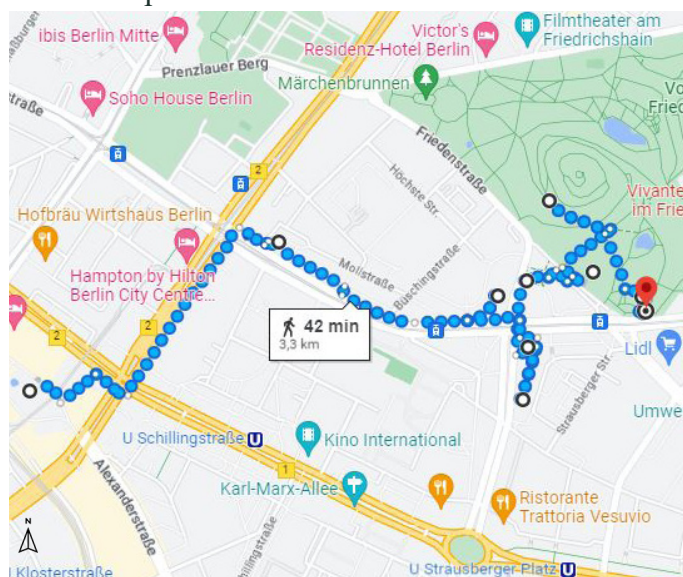 Filmtheater am
Friedrichshain
ibis Berlin Mitte
Victor's
Residenz-Hotel Berlin
Prenzlauer Berg
Märchenbrunnen
Soho House Berlin
Friedenstraße
2
Höchste Str.
Vivante
im Frie
Hofbräu Wirtshaus Berlin
Mollstraße
Büschingstraße
Hampton by Hilton
Berlin City Centre...
42 min
3,3 km
2
2
Lidl
Strausberger Str.
Umwe
U Schillingstraße U
Kino International
1
Karl-Marx-Allee
Alexanderstraße
Ristorante
Trattoria Vesuvio
N
U Klosterstraße
U Strausberger Platz U